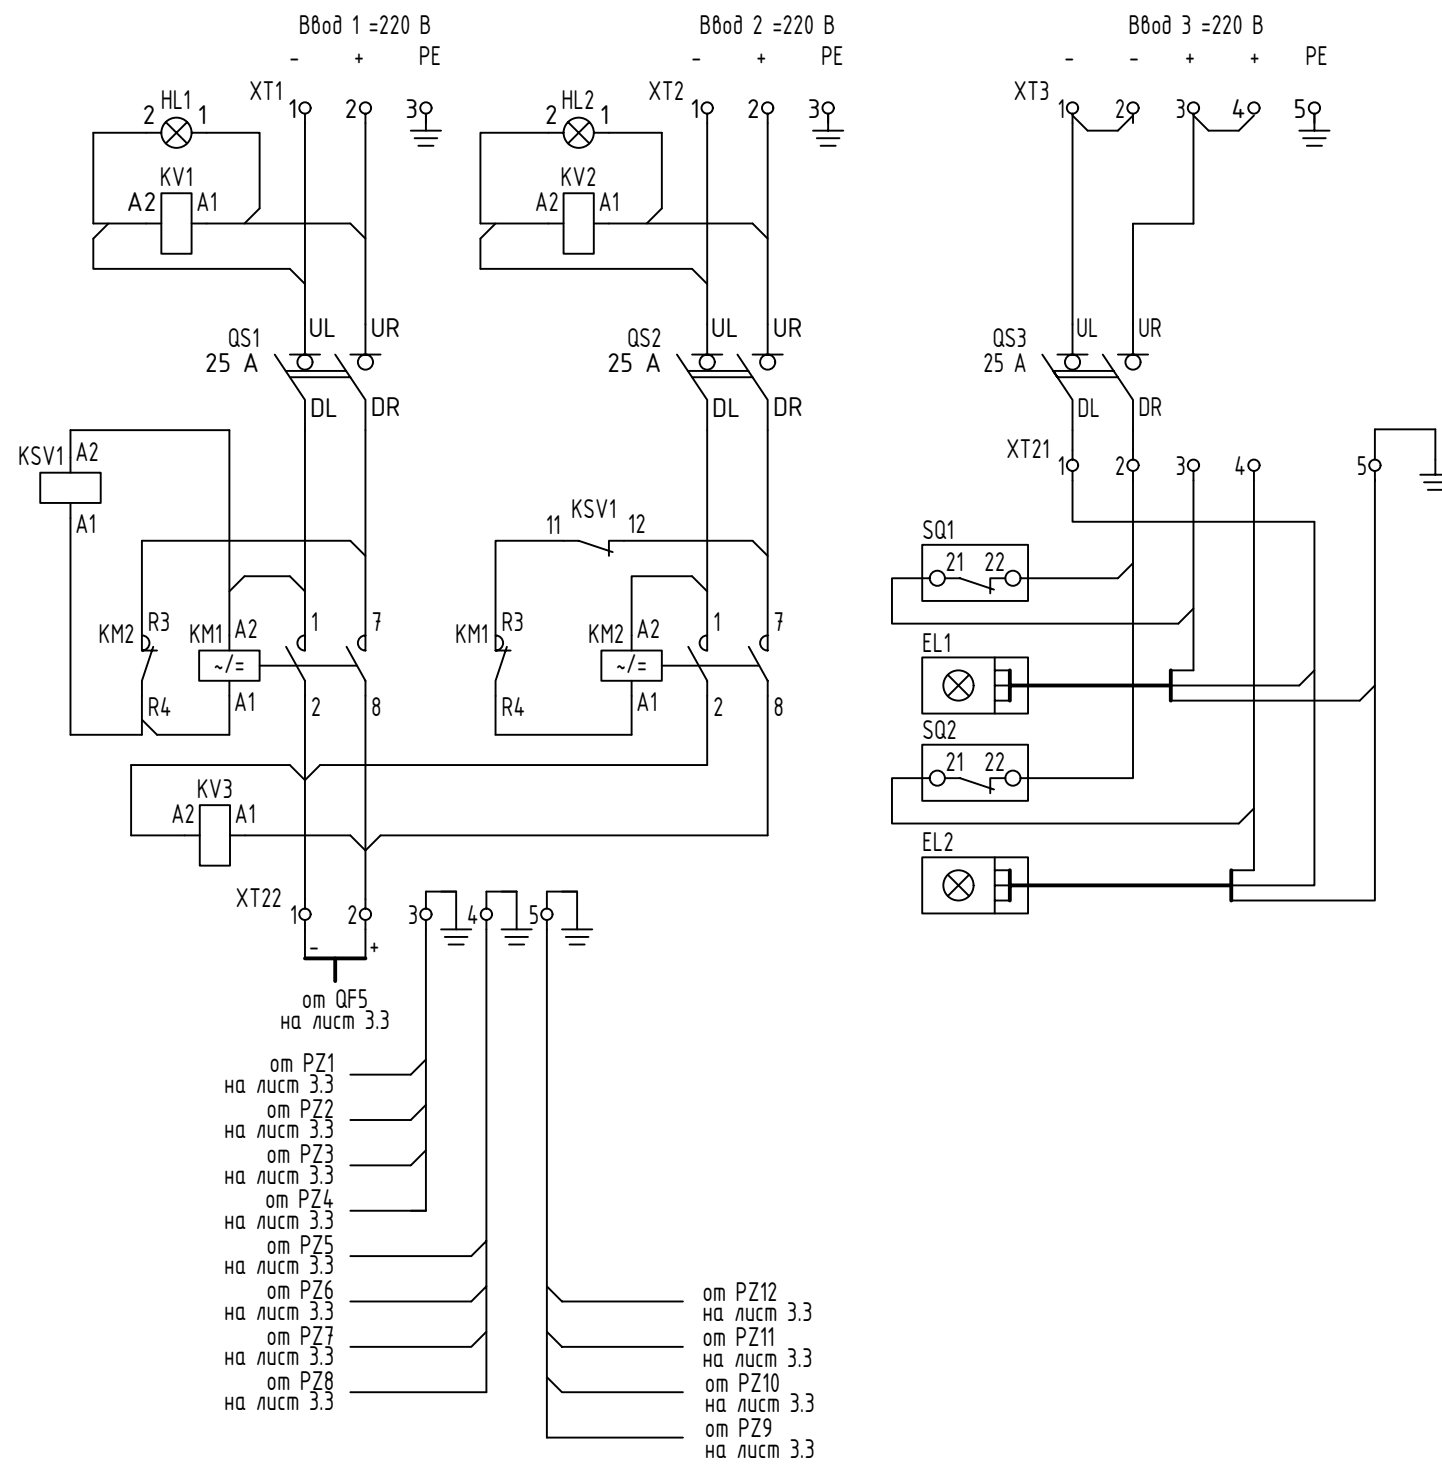 Ввод 1 =220 В
Ввод 2 =220 В
Ввод 3 =220 В
- + PE
- + PE
- - + + PE
XT1 1 2 3
XT2 1 2 3
XT3 1 2 3 4 5
2 HL1 1
2 HL2 1
KV1
A2 A1
KV2
A2 A1
QS1
25 A
UL UR
DL DR
QS2
25 A
UL UR
DL DR
QS3
25 A
UL UR
DL DR
KSV1 A2
A1
XT21 1 2 3 4 5
11 KSV1 12
SQ1
21 22
KM2 R3
R4
KM1 A2
~/=
A1
1 7
2 8
KM1 R3
R4
KM2 A2
~/=
A1
1 7
2 8
EL1
SQ2
21 22
KV3
A2 A1
EL2
XT22 1 2 3 4 5
- +
от QF5
на лист 3.3
от PZ1
на лист 3.3
от PZ2
на лист 3.3
от PZ3
на лист 3.3
от PZ4
на лист 3.3
от PZ5
на лист 3.3
от PZ6
на лист 3.3
от PZ7
на лист 3.3
от PZ8
на лист 3.3
от PZ12
на лист 3.3
от PZ11
на лист 3.3
от PZ10
на лист 3.3
от PZ9
на лист 3.3